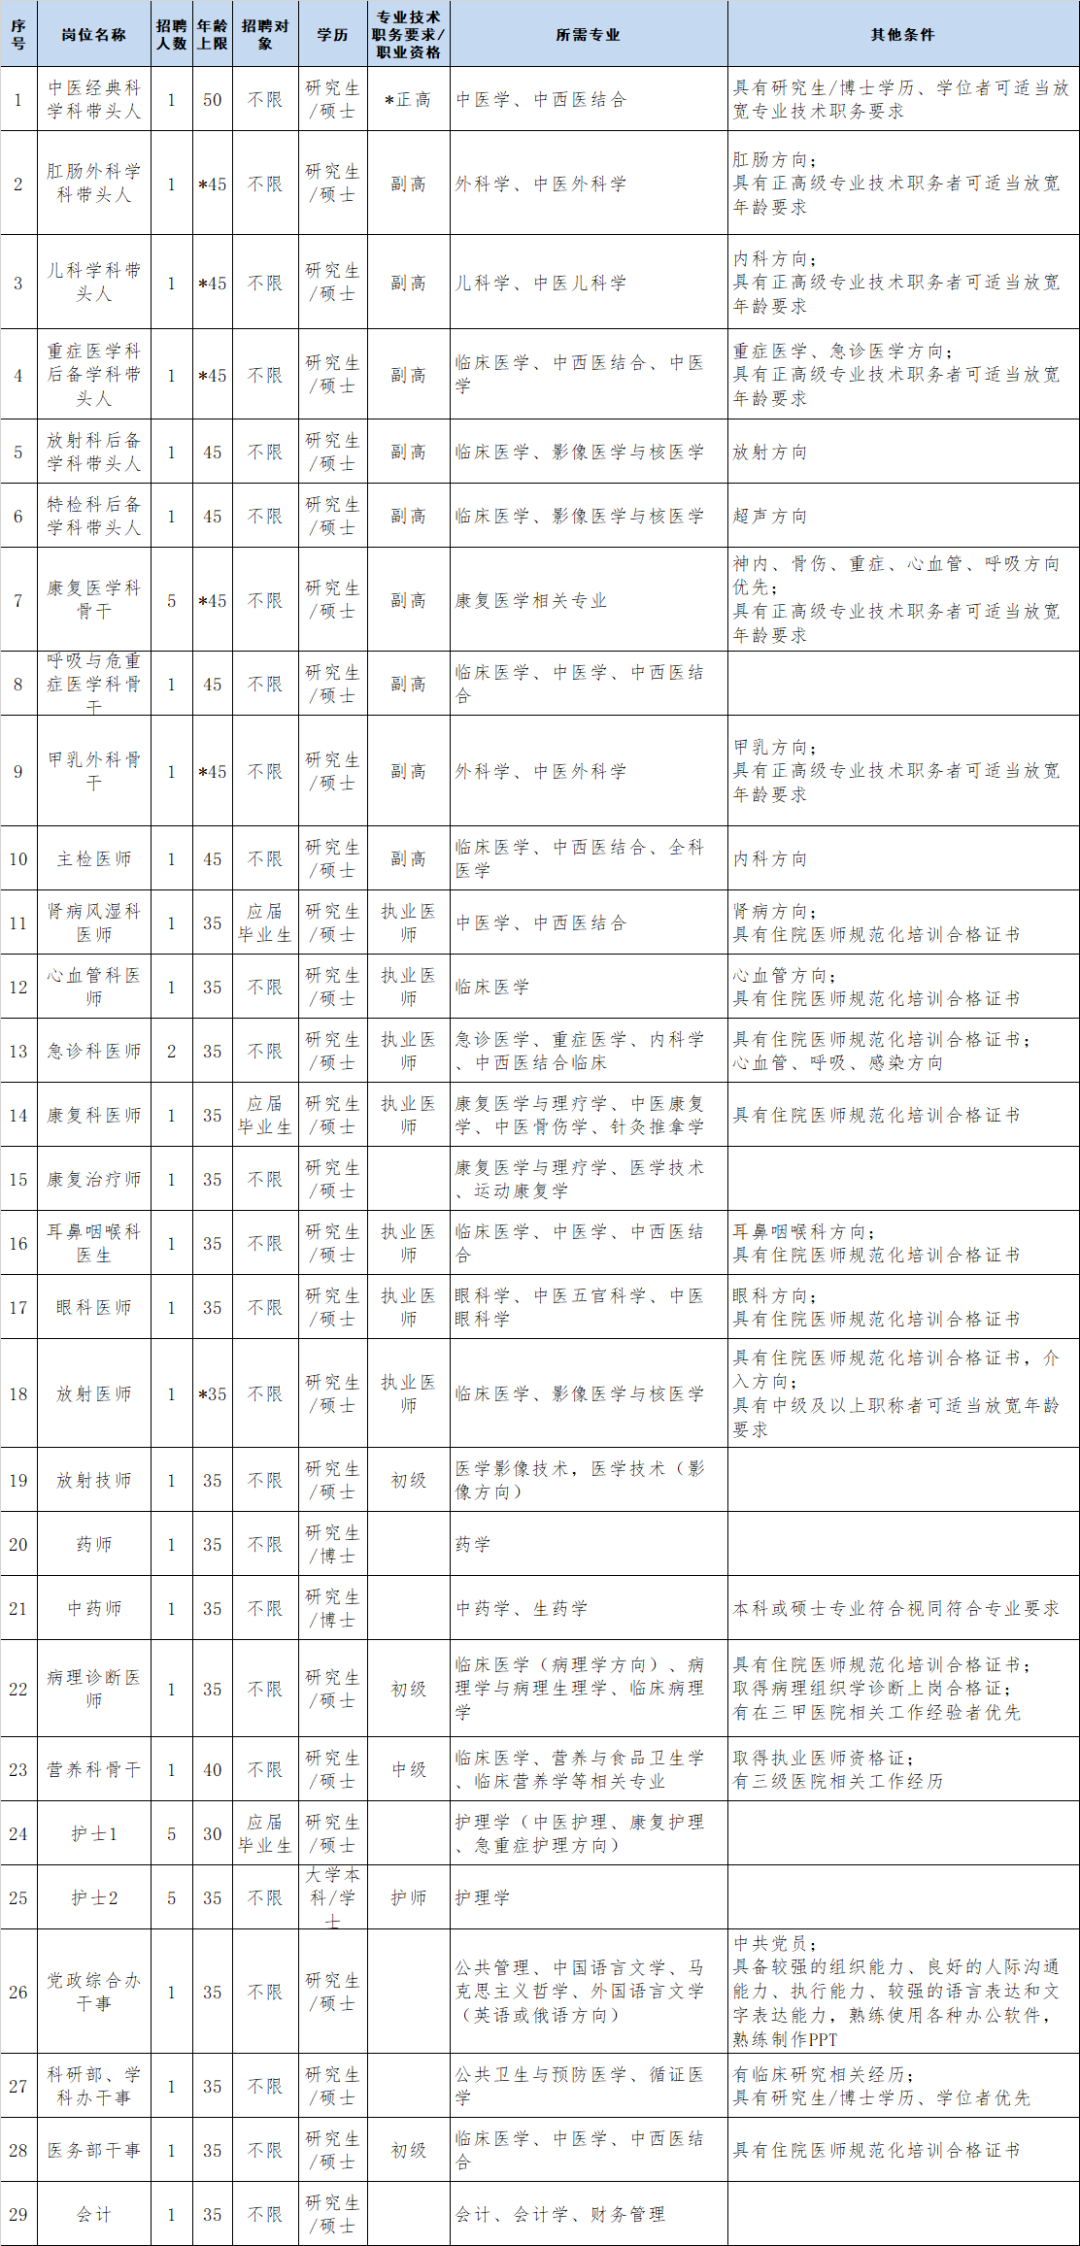 序号 岗位名称 招聘人数 年龄上限 招聘对象 学历 专业技术职务要求/职业资格 所需专业 其他条件
1 中医经典科学科带头人 1 50 不限 研究生/硕士 *正高 中医学、中西医结合 具有研究生/博士学历、学位者可适当放宽专业技术职务要求
2 肛肠外科学科带头人 1 *45 不限 研究生/硕士 副高 外科学、中医外科学 肛肠方向；具有正高级专业技术职务者可适当放宽年龄要求
3 儿科学科带头人 1 *45 不限 研究生/硕士 副高 儿科学、中医儿科学 内科方向；具有正高级专业技术职务者可适当放宽年龄要求
4 重症医学科后备学科带头人 1 *45 不限 研究生/硕士 副高 临床医学、中西医结合、中医学 重症医学、急诊医学方向；具有正高级专业技术职务者可适当放宽年龄要求
5 放射科后备学科带头人 1 45 不限 研究生/硕士 副高 临床医学、影像医学与核医学 放射方向
6 特检科后备学科带头人 1 45 不限 研究生/硕士 副高 临床医学、影像医学与核医学 超声方向
7 康复医学科骨干 5 *45 不限 研究生/硕士 副高 康复医学相关专业 神内、骨伤、重症、心血管、呼吸方向优先；具有正高级专业技术职务者可适当放宽年龄要求
8 呼吸与危重症医学科骨干 1 45 不限 研究生/硕士 副高 临床医学、中医学、中西医结合
9 甲乳外科骨干 1 *45 不限 研究生/硕士 副高 外科学、中医外科学 甲乳方向；具有正高级专业技术职务者可适当放宽年龄要求
10 主检医师 1 45 不限 研究生/硕士 副高 临床医学、中西医结合、全科医学 内科方向
11 肾病风湿科医师 1 35 应届毕业生 研究生/硕士 执业医师 中医学、中西医结合 肾病方向；具有住院医师规范化培训合格证书
12 心血管科医师 1 35 不限 研究生/硕士 执业医师 临床医学 心血管方向；具有住院医师规范化培训合格证书
13 急诊科医师 2 35 不限 研究生/硕士 执业医师 急诊医学、重症医学、内科学、中西医结合临床 具有住院医师规范化培训合格证书；心血管、呼吸、感染方向
14 康复科医师 1 35 应届毕业生 研究生/硕士 执业医师 康复医学与理疗学、中医康复学、中医骨伤学、针灸推拿学 具有住院医师规范化培训合格证书
15 康复治疗师 1 35 不限 研究生/硕士 康复医学与理疗学、医学技术、运动康复学
16 耳鼻咽喉科医生 1 35 不限 研究生/硕士 执业医师 临床医学、中医学、中西医结合 耳鼻咽喉科方向；具有住院医师规范化培训合格证书
17 眼科医师 1 35 不限 研究生/硕士 执业医师 眼科学、中医五官科学、中医眼科学 眼科方向；具有住院医师规范化培训合格证书
18 放射医师 1 *35 不限 研究生/硕士 执业医师 临床医学、影像医学与核医学 具有住院医师规范化培训合格证书，介入方向；具有中级及以上职称者可适当放宽年龄要求
19 放射技师 1 35 不限 研究生/硕士 初级 医学影像技术，医学技术（影像方向）
20 药师 1 35 不限 研究生/博士 药学
21 中药师 1 35 不限 研究生/博士 中药学、生药学 本科或硕士专业符合视同符合专业要求
22 病理诊断医师 1 35 不限 研究生/硕士 初级 临床医学（病理学方向）、病理学与病理生理学、临床病理学 具有住院医师规范化培训合格证书；取得病理组织学诊断上岗合格证；有在三甲医院相关工作经验者优先
23 营养科骨干 1 40 不限 研究生/硕士 中级 临床医学、营养与食品卫生学、临床营养学等相关专业 取得执业医师资格证；有三级医院相关工作经历
24 护士1 5 30 应届毕业生 研究生/硕士 护理学（中医护理、康复护理、急重症护理方向）
25 护士2 5 35 不限 大学本科/学士 护师 护理学
26 党政综合办干事 1 35 不限 研究生/硕士 公共管理、中国语言文学、马克思主义哲学、外国语言文学（英语或俄语方向） 中共党员；具备较强的组织能力、良好的人际沟通能力、执行能力、较强的语言表达和文字表达能力，熟练使用各种办公软件，熟练制作PPT
27 科研部、学科办干事 1 35 不限 研究生/硕士 公共卫生与预防医学、循证医学 有临床研究相关经历；具有研究生/博士学历、学位者优先
28 医务部干事 1 35 不限 研究生/硕士 初级 临床医学、中医学、中西医结合 具有住院医师规范化培训合格证书
29 会计 1 35 不限 研究生/硕士 会计、会计学、财务管理